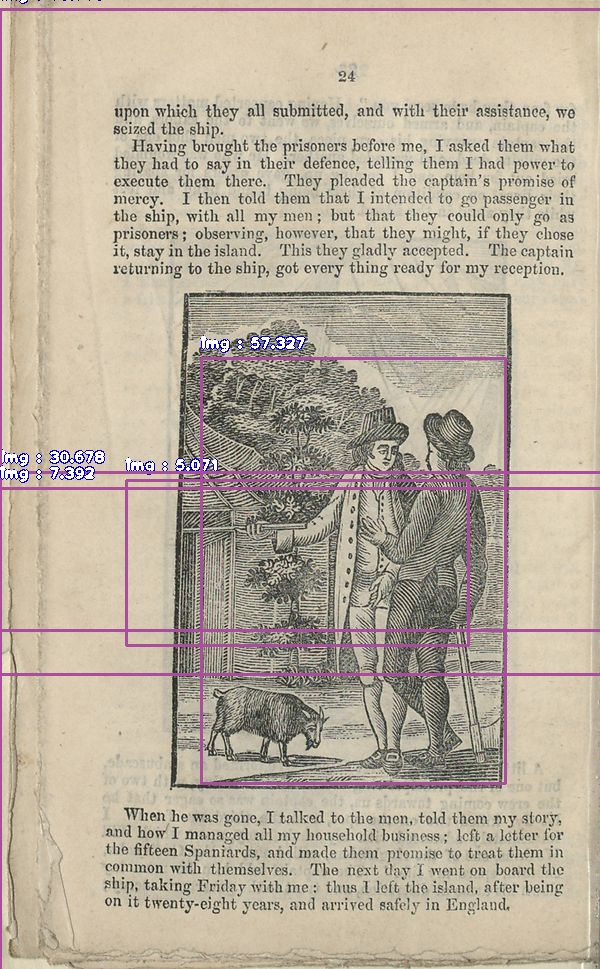 24
upon which they all submitted, and with their assistance, we
seized the ship.
Having brought the prisoners before me, I asked them what
they had to say in their defence, telling them I had power to
execute them there. They pleaded the captain's promise of
mercy. I then told them that I intended to go passenger in
the ship, with all my men; but that they could only go as
prisoners; observing, however, that they might, if they chose
it, stay in the island. This they gladly accepted. The captain
returning to the ship, got every thing ready for my reception.
Img : 57.327
Img : 30.678
Img : 7.392
Img : 5.071
When he was gone, I talked to the men, told them my story,
and how I managed all my household business; left a letter for
the fifteen Spaniards, and made them promise to treat them in
common with themselves. The next day I went on board the
ship, taking Friday with me: thus I left the island, after being
on it twenty-eight years, and arrived safely in England.